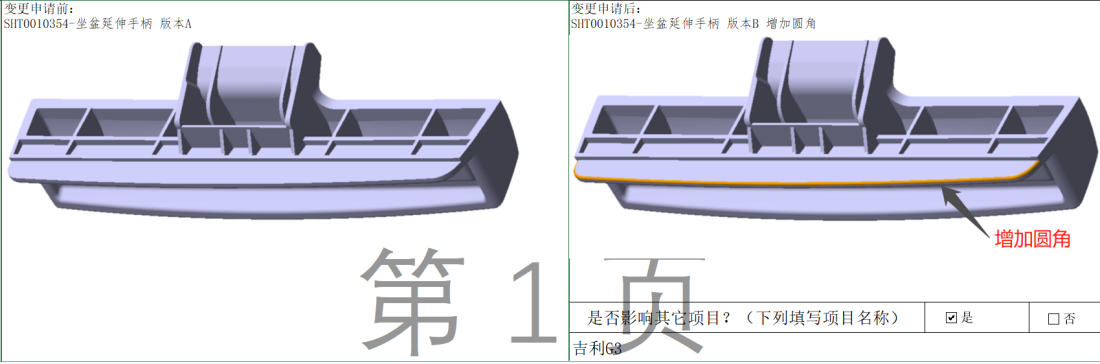 变更申请前：
SHT0010354-坐盆延伸手柄 版本A
变更申请后：
SHT0010354-坐盆延伸手柄 版本B 增加圆角
增加圆角
第 1 页
是否影响其它项目？（下列填写项目名称）
☑是
☐否
吉利G3